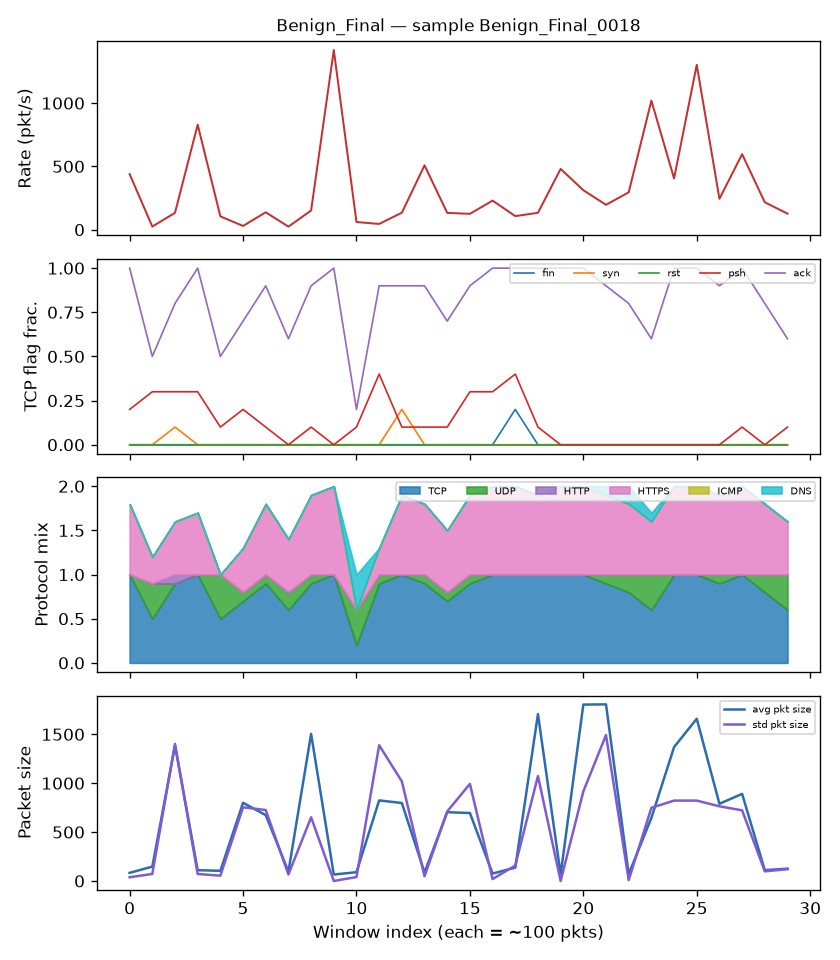 Benign_Final — sample Benign_Final_0018
Rate (pkt/s)
1000
500
0
TCP flag frac.
1.00
0.75
0.50
0.25
0.00
fin syn rst psh ack
Protocol mix
2.0
1.5
1.0
0.5
0.0
TCP UDP HTTP HTTPS ICMP DNS
Packet size
1500
1000
500
0
avg pkt size
std pkt size
0 5 10 15 20 25 30
Window index (each = ~100 pkts)